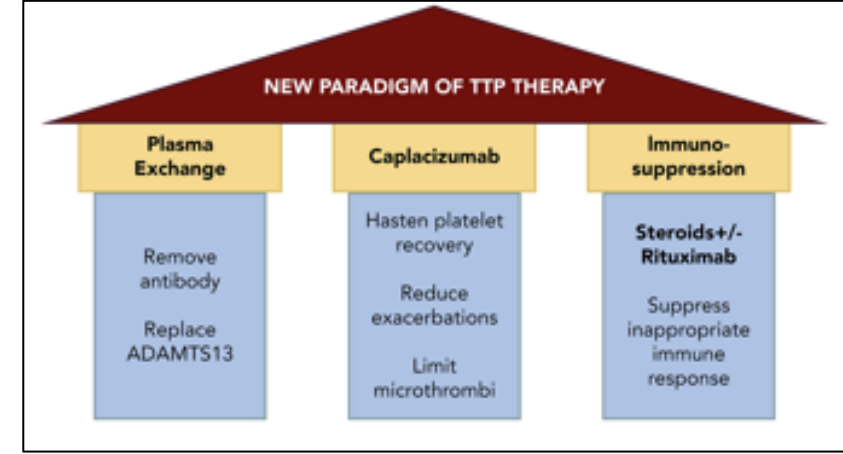 NEW PARADIGM OF TTP THERAPY
Plasma
Exchange
Remove
antibody
Replace
ADAMTS13
Caplacizumab
Hasten platelet
recovery
Reduce
exacerbations
Limit
microthrombi
Immuno-
suppression
Steroids+/-
Rituximab
Suppress
inappropriate
immune
response